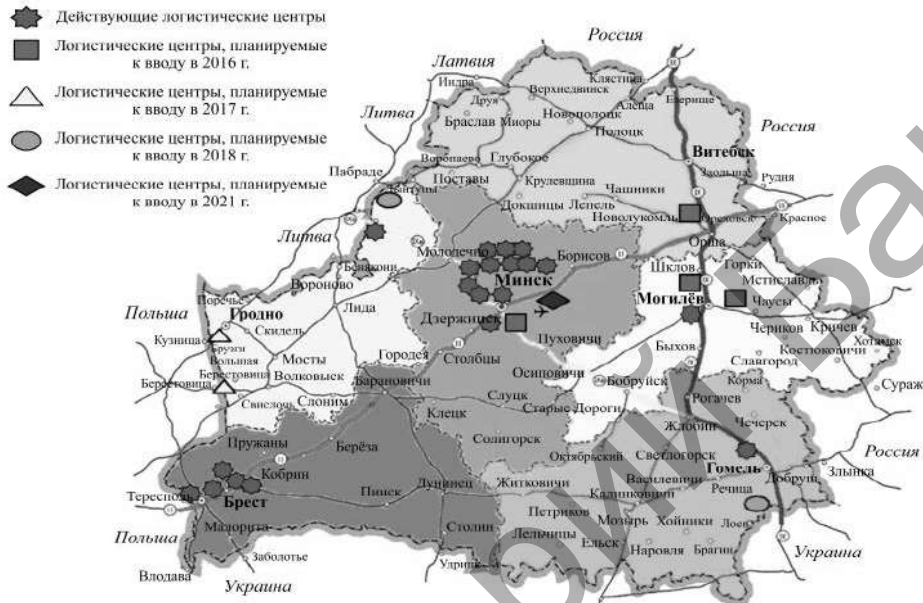 Действующие логистические центры
Логистические центры, планируемые
к вводу в 2016 г.
Логистические центры, планируемые
к вводу в 2017 г.
Логистические центры, планируемые
к вводу в 2018 г.
Логистические центры, планируемые
к вводу в 2021 г.
Россия
Латвия
Индра
Клястица
Верхнедвинск
Друя
Алеща
Езерище
Литва
Браслав
Миоры
Новополоцк
Полоцк
Россия
Витебск
Воропаево
Глубокое
Заольша
Рудня
Пабраде
Лынтупы
Поставы
Крулевщина
Чашники
Докшицы
Лепель
Новолукомль
Ореховск
Красное
Литва
Орша
Молодечно
Борисов
Горки
Бенякони
Минск
Шклов
Мстиславль
Вороново
Поречье
Лида
Могилёв
Чаусы
Польша
Гродно
Дзержинск
Скидель
Чериков
Кричев
Кузница
Брузги
Пуховичи
Хотимск
Мосты
Городея
Столбцы
Быхов
Костюковичи
Большая
Берестовица
Волковыск
Славгород
Осиповичи
Берестовица
Барановичи
Бобруйск
Корма
Сураж
Свислочь
Слоним
Слуцк
Рогачев
Клецк
Старые Дороги
Чечерск
Жлобин
Пружаны
Берёза
Солигорск
Октябрьский
Светлогорск
Россия
Кобрин
Гомель
Злынка
Василевичи
Добруш
Тересполь
Брест
Пинск
Лунинец
Житковичи
Калинковичи
Речица
Петриков
Лоев
Польша
Малорита
Столин
Мозырь
Хойники
Лельчицы
Ельск
Наровля
Брагин
Украина
Заболотье
Удрицк
Влодава
Украина